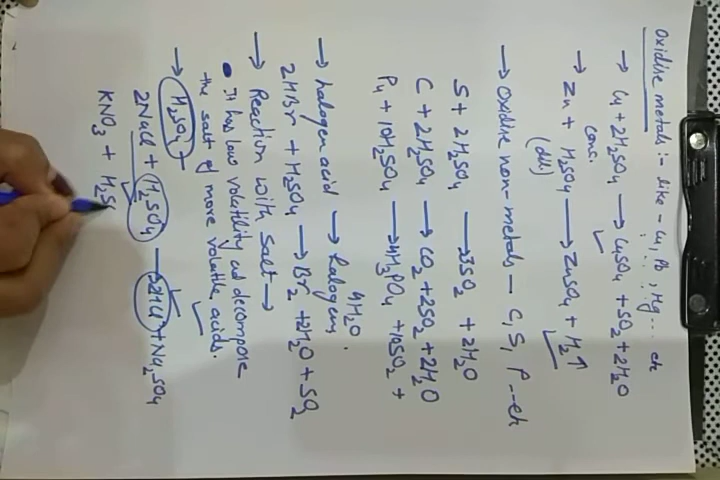 Oxidise metals :- like - Cu, Pb, Hg ... etc
→ Cu + 2H₂SO₄ → CuSO₄ + SO₂ + 2H₂O
conc.
→ Zn + H₂SO₄ → ZnSO₄ + H₂↑
(dil.)
→ Oxidise non-metals - C, S, P ... etc
S + 2H₂SO₄ → 3SO₂ + 2H₂O
C + 2H₂SO₄ → CO₂ + 2SO₂ + 2H₂O
P₄ + 10H₂SO₄ → 4H₃PO₄ + 10SO₂ +
4H₂O.
→ halogen acid → halogen
2HBr + H₂SO₄ → Br₂ + 2H₂O + SO₂
→ Reaction with salt →
• It has low volatility and decompose
the salt of more volatile acids.
→ H₂SO₄ →
2NaCl + H₂SO₄ → 2HCl + Na₂SO₄
KNO₃ + H₂S